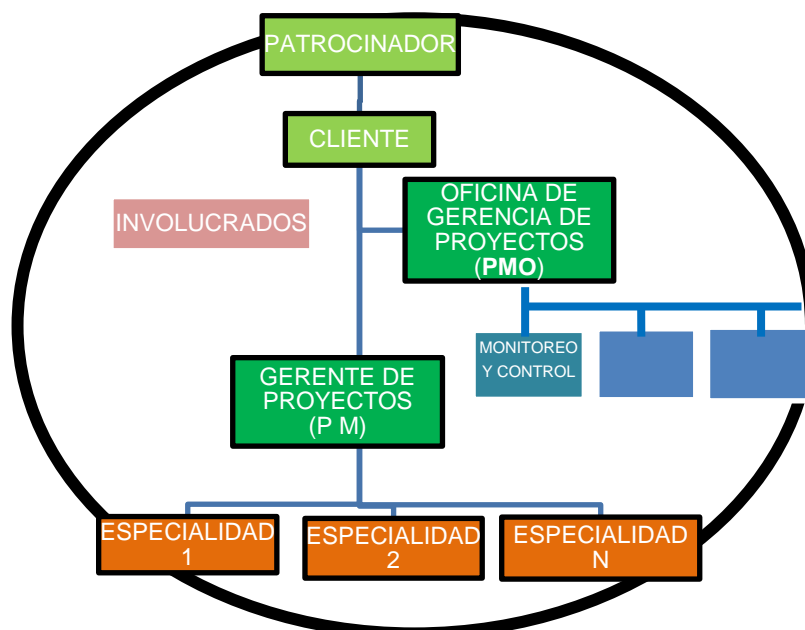 PATROCINADOR
CLIENTE
INVOLUCRADOS
OFICINA DE
GERENCIA DE
PROYECTOS
(PMO)
MONITOREO
Y CONTROL
GERENTE DE
PROYECTOS
(P M)
ESPECIALIDAD
1
ESPECIALIDAD
2
ESPECIALIDAD
N